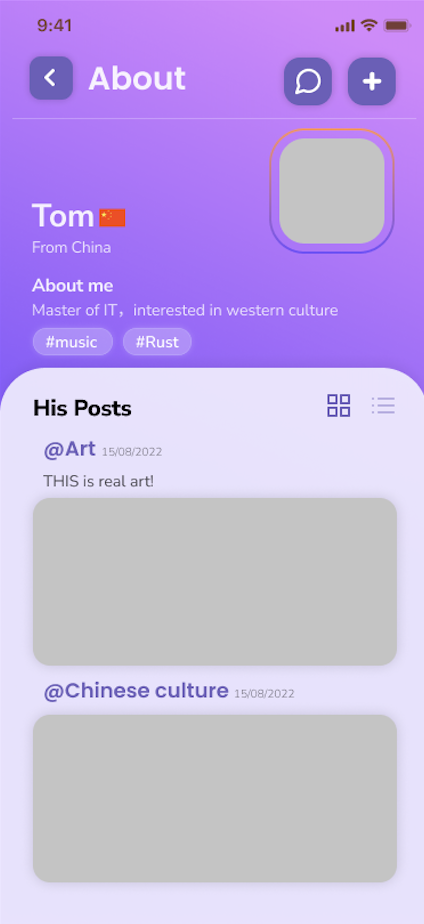 9:41
About
Tom
From China
About me
Master of IT，interested in western culture
#music #Rust
His Posts
@Art 15/08/2022
THIS is real art!
@Chinese culture 15/08/2022